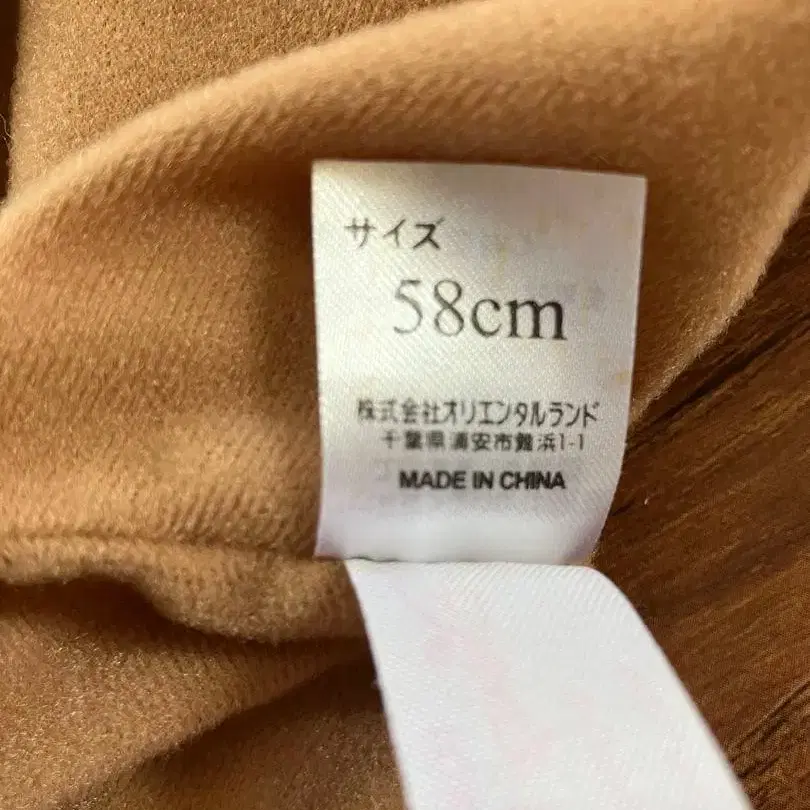 サイズ
58cm
株式会社オリエンタルランド
千葉県浦安市舞浜1-1
MADE IN CHINA